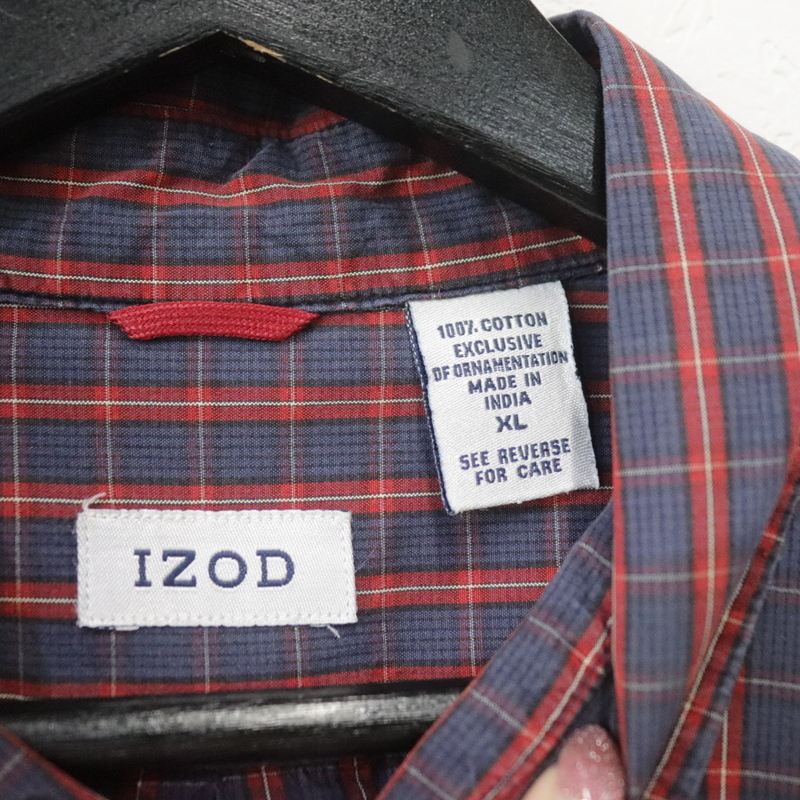 100% COTTON
EXCLUSIVE
OF ORNAMENTATION
MADE IN
INDIA
XL
SEE REVERSE
FOR CARE
IZOD